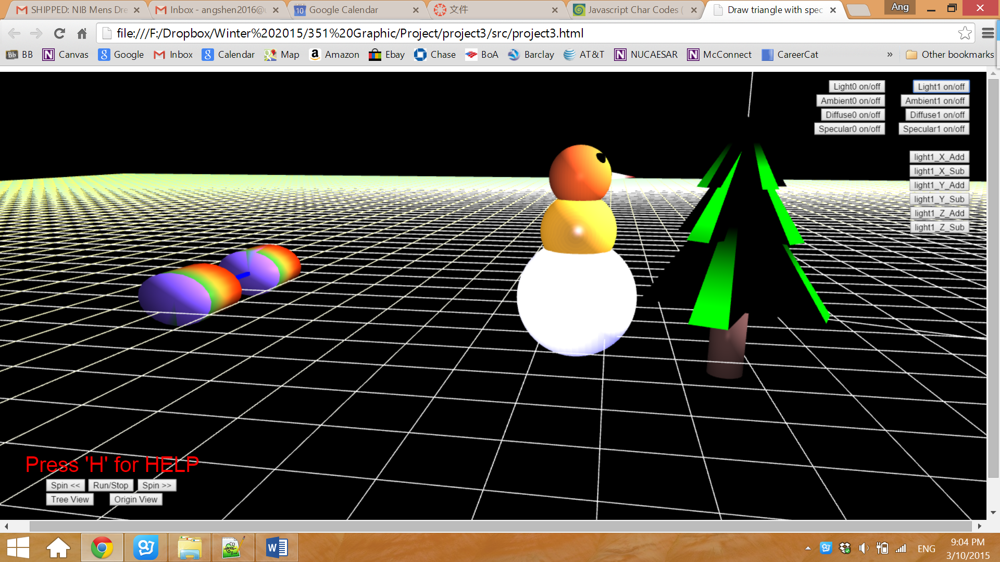 SHIPPED: NIB Mens Dre
Inbox - angshen2016@u
10 Google Calendar
文件
Javascript Char Codes (
Draw triangle with spec
Ang
file:///F:/Dropbox/Winter%202015/351%20Graphic/Project/project3/src/project3.html
Bb BB
N Canvas
g Google
Inbox
g Calendar
Map
a Amazon
Ebay
Chase
BoA
Barclay
AT&T
N NUCAESAR
N McConnect
CareerCat
»
Other bookmarks
Light0 on/off
Light1 on/off
Ambient0 on/off
Ambient1 on/off
Diffuse0 on/off
Diffuse1 on/off
Specular0 on/off
Specular1 on/off
light1_X_Add
light1_X_Sub
light1_Y_Add
light1_Y_Sub
light1_Z_Add
light1_Z_Sub
Press 'H' for HELP
Spin <<
Run/Stop
Spin >>
Tree View
Origin View
W
ENG
9:04 PM
3/10/2015